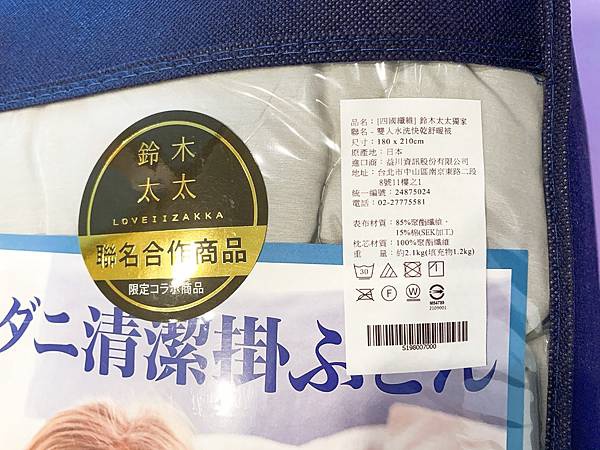 鈴木
太太
LOVEIIZAKKA
聯名合作商品
限定コラボ商品
品名:[四國纖維] 鈴木太太獨家
聯名 - 雙人水洗快乾舒暖被
尺寸:180 x 210cm
原產地:日本
進口商:益川資訊股份有限公司
地址:台北市中山區南京東路二段
8號11樓之1
統一編號:24875024
電話:02-27775581
表布材質:85%聚酯纖維、
15%棉(SEK加工)
枕芯材質:100%聚酯纖維
重 量:約2.1kg(填充物1.2kg)
30
F
W
M04789
2109001
5198007000
ダニ清潔掛ふとん